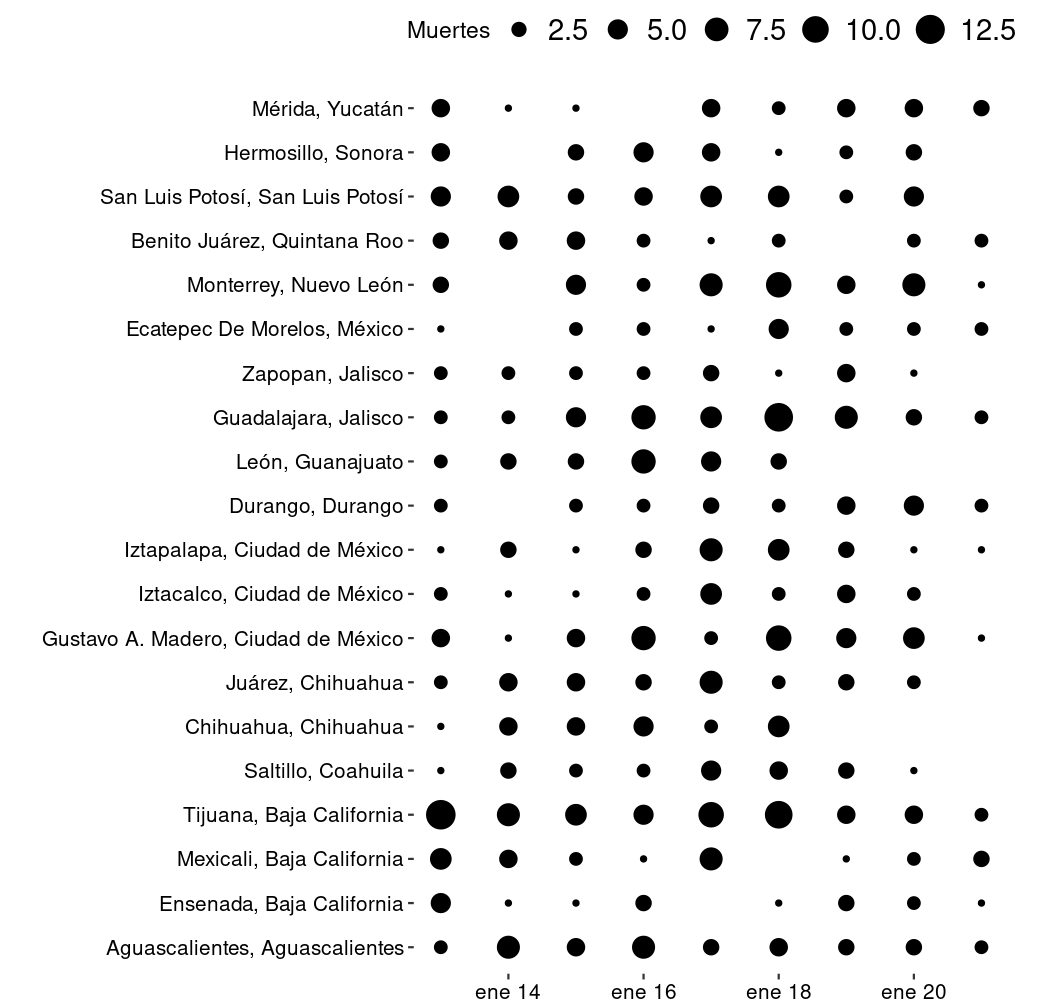 Muertes 2.5 5.0 7.5 10.0 12.5
Mérida, Yucatán
Hermosillo, Sonora
San Luis Potosí, San Luis Potosí
Benito Juárez, Quintana Roo
Monterrey, Nuevo León
Ecatepec De Morelos, México
Zapopan, Jalisco
Guadalajara, Jalisco
León, Guanajuato
Durango, Durango
Iztapalapa, Ciudad de México
Iztacalco, Ciudad de México
Gustavo A. Madero, Ciudad de México
Juárez, Chihuahua
Chihuahua, Chihuahua
Saltillo, Coahuila
Tijuana, Baja California
Mexicali, Baja California
Ensenada, Baja California
Aguascalientes, Aguascalientes
ene 14 ene 16 ene 18 ene 20